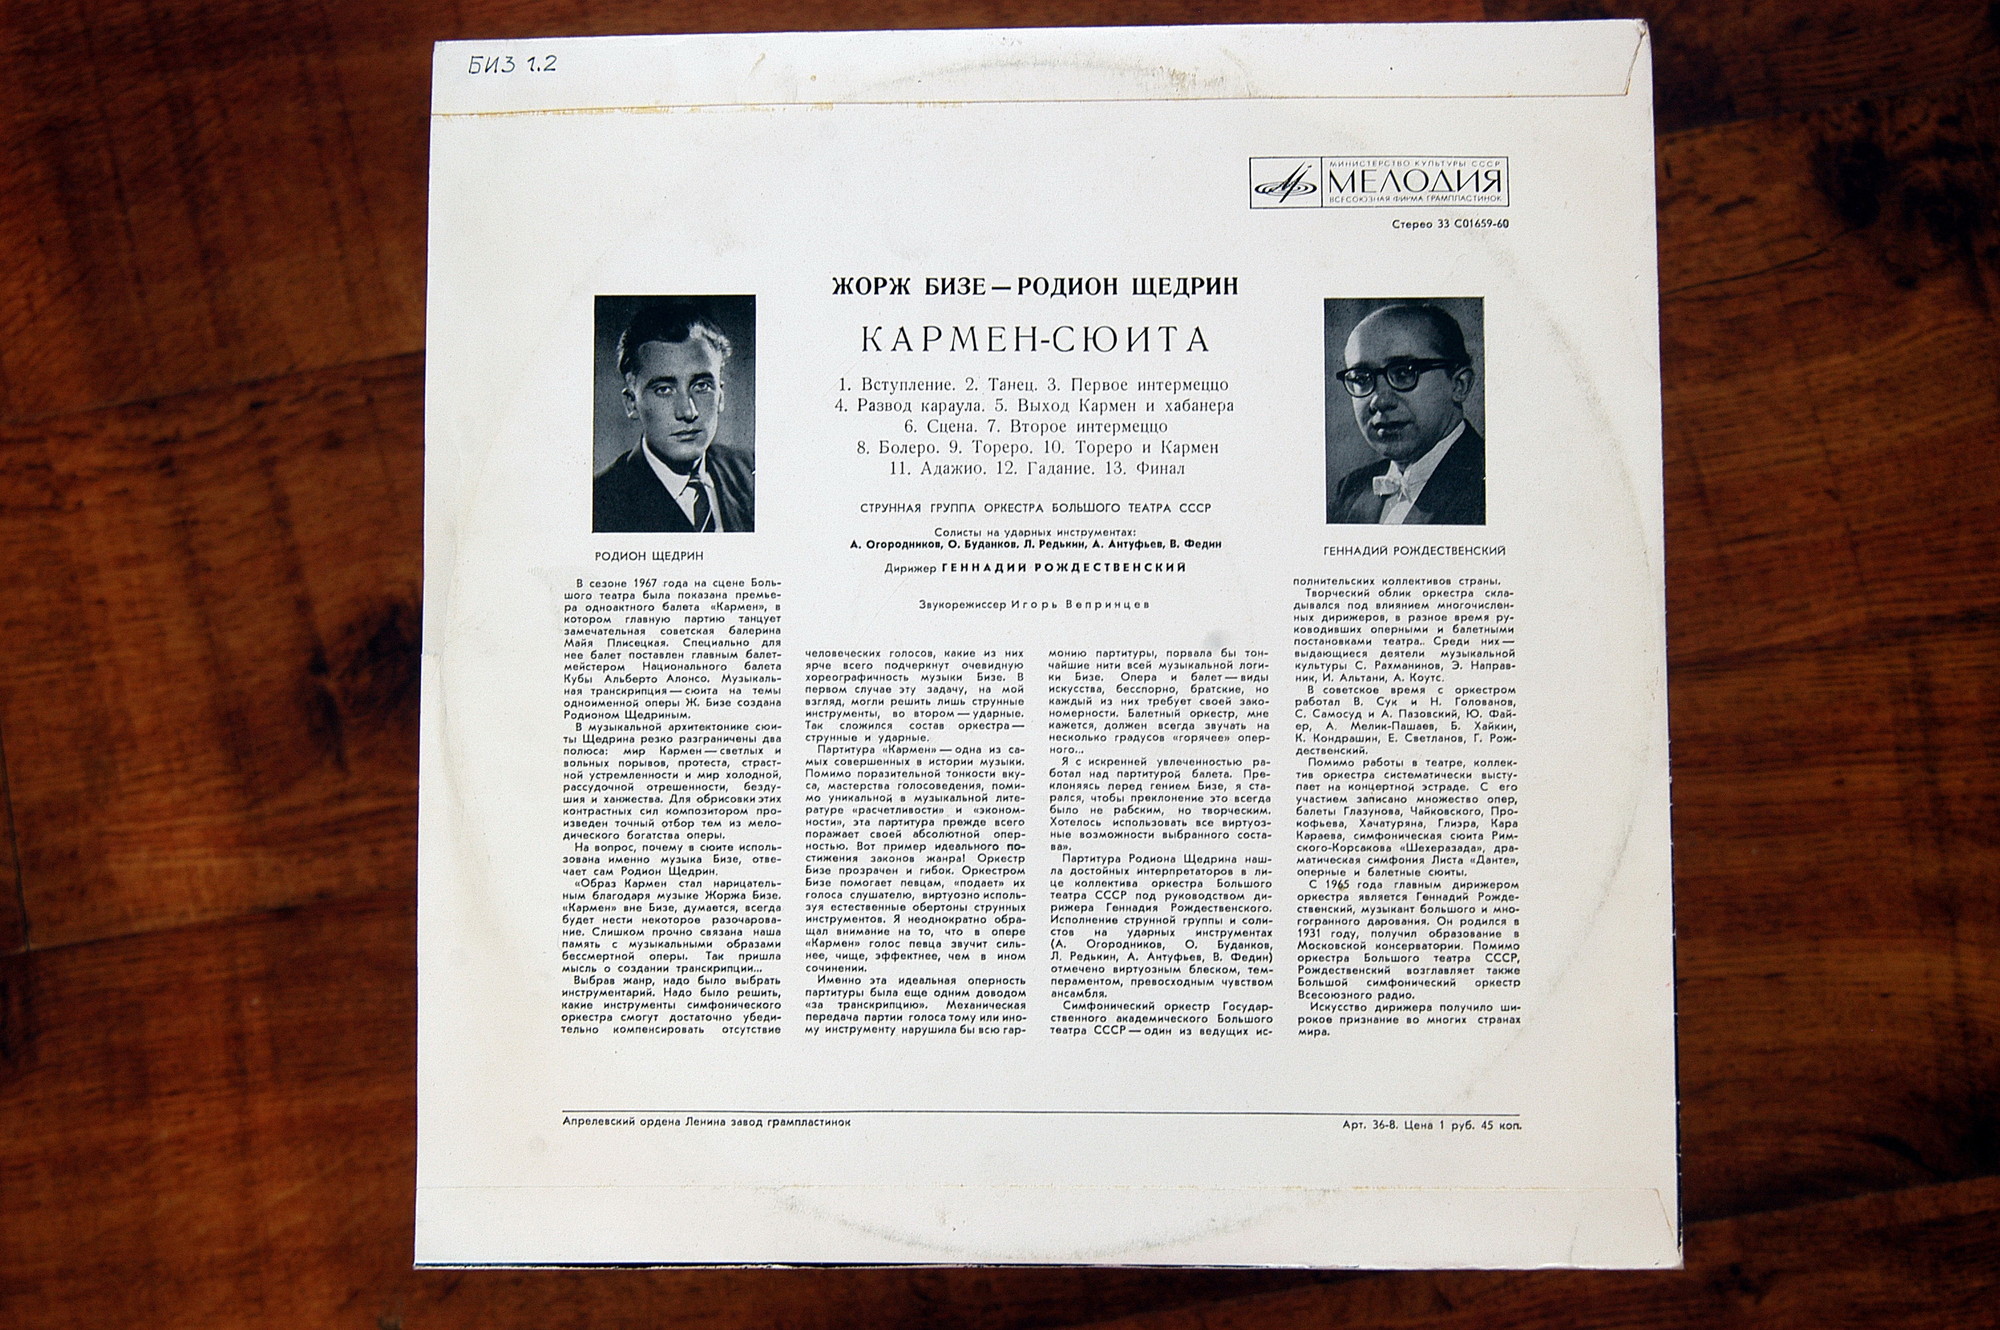 БИЗ 1.2
МИНИСТЕРСТВО КУЛЬТУРЫ СССР
МЕЛОДИЯ
ВСЕСОЮЗНАЯ ФИРМА ГРАМПЛАСТИНОК
Стерео 33 С01659-60
ЖОРЖ БИЗЕ — РОДИОН ЩЕДРИН
КАРМЕН-СЮИТА
1. Вступление. 2. Танец. 3. Первое интермеццо
4. Развод караула. 5. Выход Кармен и хабанера
6. Сцена. 7. Второе интермеццо
8. Болеро. 9. Тореро. 10. Тореро и Кармен
11. Адажио. 12. Гадание. 13. Финал
СТРУННАЯ ГРУППА ОРКЕСТРА БОЛЬШОГО ТЕАТРА СССР
Солисты на ударных инструментах:
А. Огородников, О. Буданков, Л. Редькин, А. Антуфьев, В. Федин
Дирижер ГЕННАДИЙ РОЖДЕСТВЕНСКИЙ
Звукорежиссер Игорь Вепринцев
РОДИОН ЩЕДРИН
ГЕННАДИЙ РОЖДЕСТВЕНСКИЙ
В сезоне 1967 года на сцене Боль-
шого театра была показана премье-
ра одноактного балета «Кармен», в
котором главную партию танцует
замечательная советская балерина
Майя Плисецкая. Специально для
нее балет поставлен главным балет-
мейстером Национального балета
Кубы Альберто Алонсо. Музыкаль-
ная транскрипция — сюита на темы
одноименной оперы Ж. Бизе создана
Родионом Щедриным.
В музыкальной архитектонике сюи-
ты Щедрина резко разграничены два
полюса: мир Кармен — светлых и
вольных порывов, протеста, страст-
ной устремленности и мир холодной,
рассудочной отрешенности, безду-
шия и ханжества. Для обрисовки этих
контрастных сил композитором про-
изведен точный отбор тем из мело-
дического богатства оперы.
На вопрос, почему в сюите исполь-
зована именно музыка Бизе, отве-
чает сам Родион Щедрин.
«Образ Кармен стал нарицатель-
ным благодаря музыке Жоржа Бизе.
«Кармен» вне Бизе, думается, всегда
будет нести некоторое разочарова-
ние. Слишком прочно связана наша
память с музыкальными образами
бессмертной оперы. Так пришла
мысль о создании транскрипции...
Выбрав жанр, надо было выбрать
инструментарий. Надо было решить,
какие инструменты симфонического
оркестра смогут достаточно убеди-
тельно компенсировать отсутствие
человеческих голосов, какие из них
ярче всего подчеркнут очевидную
хореографичность музыки Бизе. В
первом случае эту задачу, на мой
взгляд, могли решить лишь струнные
инструменты, во втором — ударные.
Так сложился состав оркестра —
струнные и ударные.
Партитура «Кармен» — одна из са-
мых совершенных в истории музыки.
Помимо поразительной тонкости вку-
са, мастерства голосоведения, поми-
мо уникальной в музыкальной лите-
ратуре «расчетливости» и «эконом-
ности», эта партитура прежде всего
поражает своей абсолютной опер-
ностью. Вот пример идеального по-
стижения законов жанра! Оркестр
Бизе прозрачен и гибок. Оркестром
Бизе помогает певцам, «подает» их
голоса слушателю, виртуозно исполь-
зуя естественные обертоны струнных
инструментов. Я неоднократно обра-
щал внимание на то, что в опере
«Кармен» голос певца звучит силь-
нее, чище, эффектнее, чем в ином
сочинении.
Именно эта идеальная оперность
партитуры была еще одним доводом
«за транскрипцию». Механическая
передача партии голоса тому или ино-
му инструменту нарушила бы всю гар-
монию партитуры, порвала бы тон-
чайшие нити всей музыкальной логи-
ки Бизе. Опера и балет — виды
искусства, бесспорно, братские, но
каждый из них требует своей зако-
номерности. Балетный оркестр, мне
кажется, должен всегда звучать на
несколько градусов «горячее» опер-
ного...
Я с искренней увлеченностью ра-
ботал над партитурой балета. Пре-
клоняясь перед гением Бизе, я ста-
рался, чтобы преклонение это всегда
было не рабским, но творческим.
Хотелось использовать все виртуоз-
ные возможности выбранного соста-
ва».
Партитура Родиона Щедрина наш-
ла достойных интерпретаторов в ли-
це коллектива оркестра Большого
театра СССР под руководством ди-
рижера Геннадия Рождественского.
Исполнение струнной группы и соли-
стов на ударных инструментах
(А. Огородников, О. Буданков,
Л. Редькин, А. Антуфьев, В. Федин)
отмечено виртуозным блеском, тем-
пераментом, превосходным чувством
ансамбля.
Симфонический оркестр Государ-
ственного академического Большого
театра СССР — один из ведущих ис-
полнительских коллективов страны.
Творческий облик оркестра скла-
дывался под влиянием многочислен-
ных дирижеров, в разное время ру-
ководивших оперными и балетными
постановками театра.. Среди них —
выдающиеся деятели музыкальной
культуры С. Рахманинов, Э. Направ-
ник, И. Альтани, А. Коутс.
В советское время с оркестром
работал В. Сук и Н. Голованов,
С. Самосуд и А. Пазовский, Ю. Фай-
ер, А. Мелик-Пашаев, Б. Хайкин,
К. Кондрашин, Е. Светланов, Г. Рож-
дественский.
Помимо работы в театре, коллек-
тив оркестра систематически высту-
пает на концертной эстраде. С его
участием записано множество опер,
балеты Глазунова, Чайковского, Про-
кофьева, Хачатуряна, Глиэра, Кара
Караева, симфоническая сюита Рим-
ского-Корсакова «Шехеразада», дра-
матическая симфония Листа «Данте»,
оперные и балетные сюиты.
С 1965 года главным дирижером
оркестра является Геннадий Рожде-
ственский, музыкант большого и мно-
гогранного дарования. Он родился в
1931 году, получил образование в
Московской консерватории. Помимо
оркестра Большого театра СССР,
Рождественский возглавляет также
Большой симфонический оркестр
Всесоюзного радио.
Искусство дирижера получило ши-
рокое признание во многих странах
мира.
Апрелевский ордена Ленина завод грампластинок
Арт. 36-8. Цена 1 руб. 45 коп.